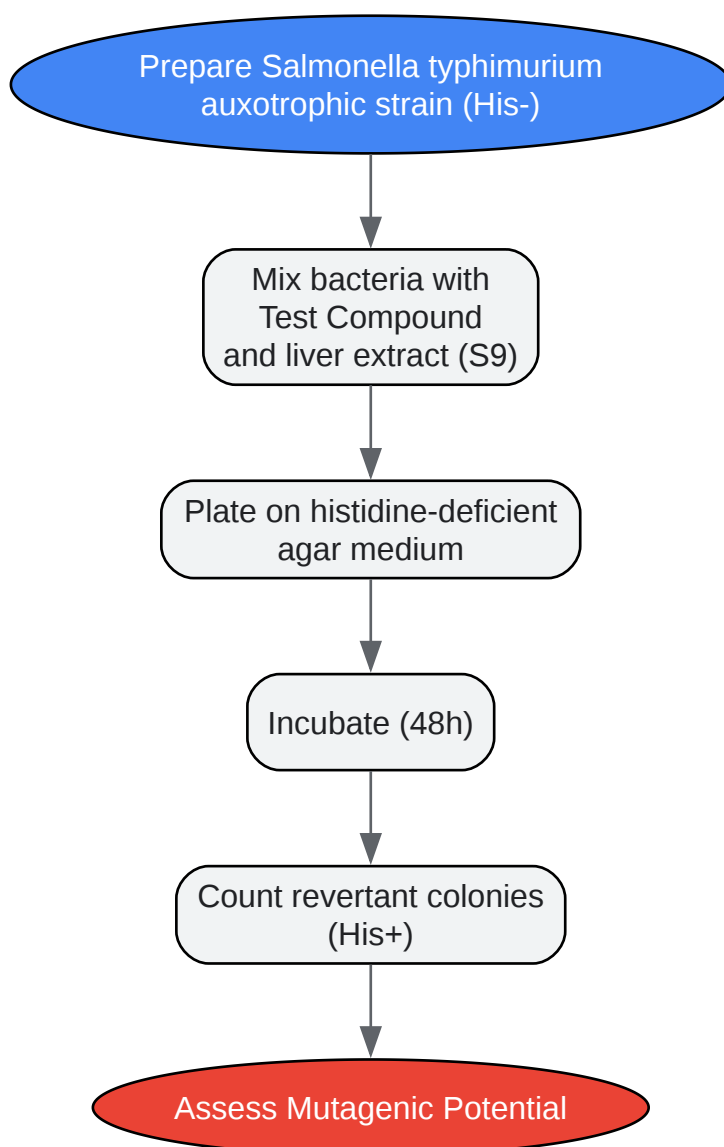 Prepare Salmonella typhimurium
auxotrophic strain (His-)
Mix bacteria with
Test Compound
and liver extract (S9)
Plate on histidine-deficient
agar medium
Incubate (48h)
Count revertant colonies
(His+)
Assess Mutagenic Potential